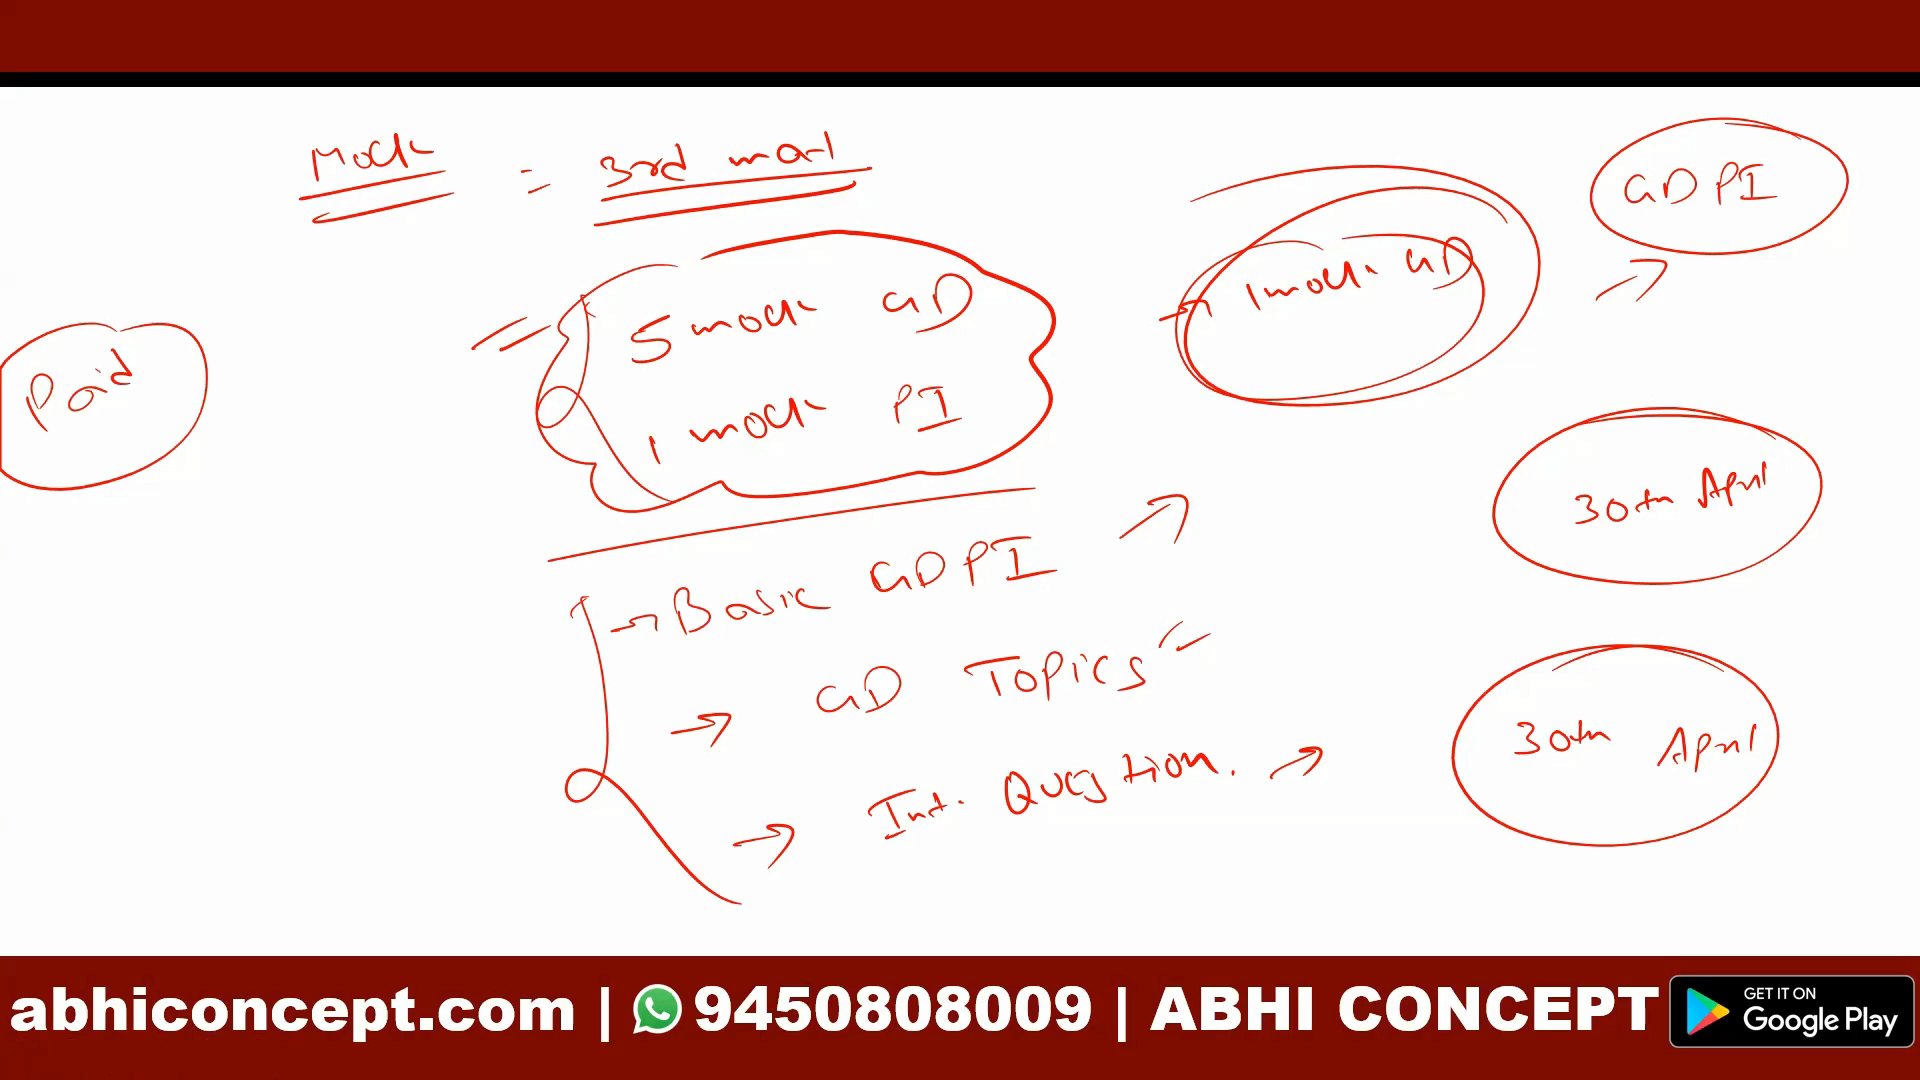 Mock = 3rd mar
GD PI
1 mock GD
5 mock GD
Paid
1 mock PI
30th April
Basic GD PI
GD Topics
30th April
Int. Question.
abhiconcept.com | 9450808009 | ABHI CONCEPT
GET IT ON
Google Play